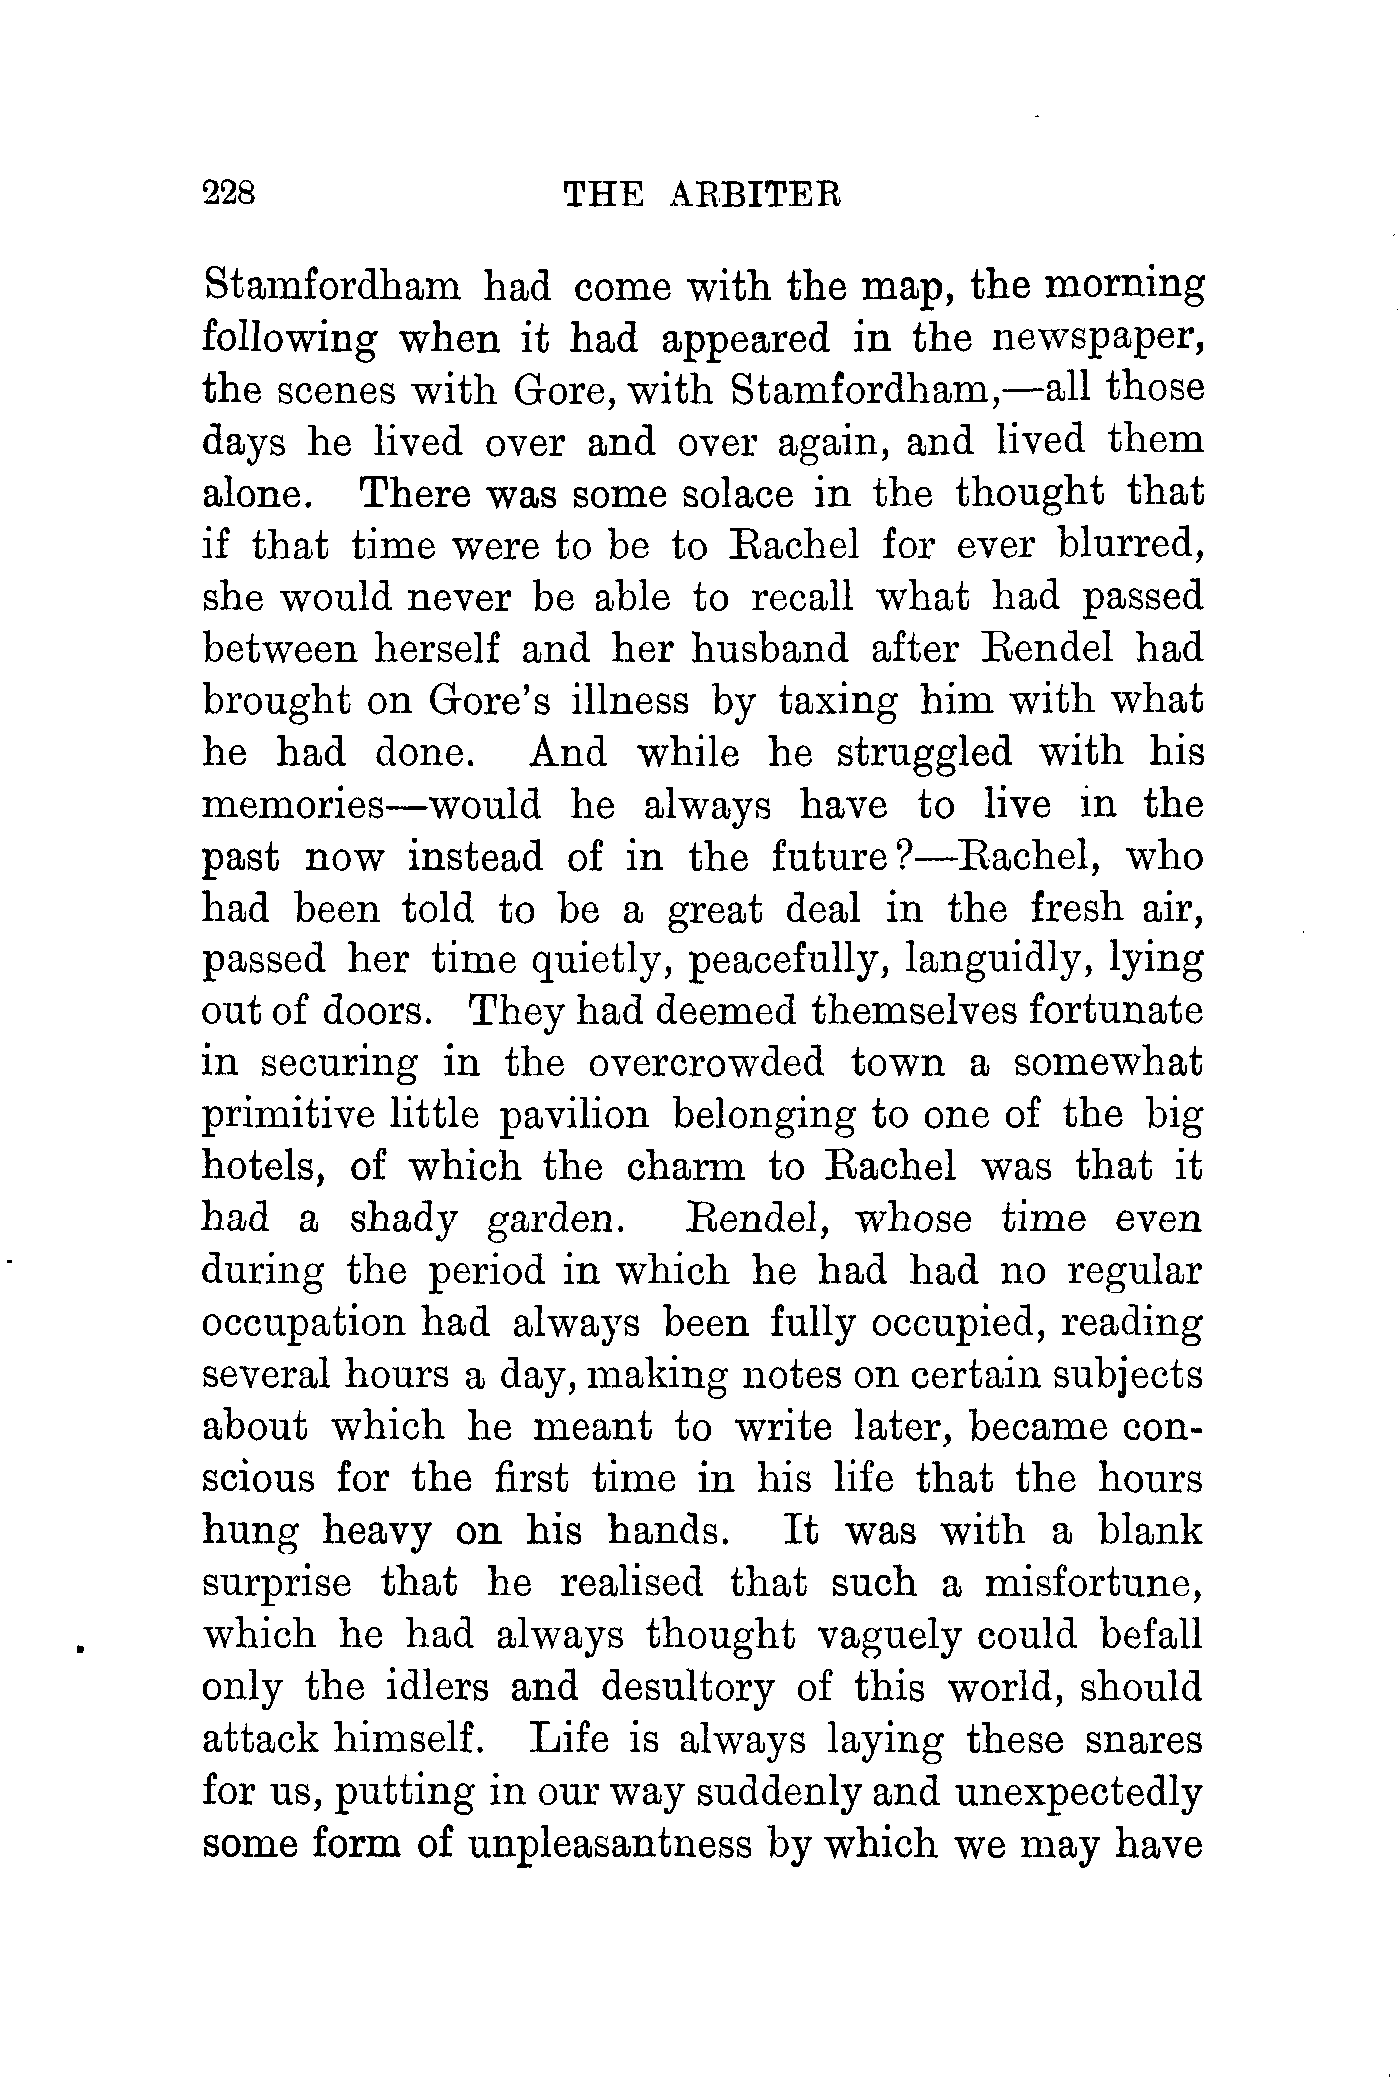 228 THE ARBITER
Stamfordham had come with the map, the morning
following when it had appeared in the newspaper,
the scenes with Gore, with Stamfordham,—all those
days he lived over and over again, and lived them
alone. There was some solace in the thought that
if that time were to be to Rachel for ever blurred,
she would never be able to recall what had passed
between herself and her husband after Rendel had
brought on Gore's illness by taxing him with what
he had done. And while he struggled with his
memories—would he always have to live in the
past now instead of in the future?—Rachel, who
had been told to be a great deal in the fresh air,
passed her time quietly, peacefully, languidly, lying
out of doors. They had deemed themselves fortunate
in securing in the overcrowded town a somewhat
primitive little pavilion belonging to one of the big
hotels, of which the charm to Rachel was that it
had a shady garden. Rendel, whose time even
during the period in which he had had no regular
occupation had always been fully occupied, reading
several hours a day, making notes on certain subjects
about which he meant to write later, became con-
scious for the first time in his life that the hours
hung heavy on his hands. It was with a blank
surprise that he realised that such a misfortune,
which he had always thought vaguely could befall
only the idlers and desultory of this world, should
attack himself. Life is always laying these snares
for us, putting in our way suddenly and unexpectedly
some form of unpleasantness by which we may have